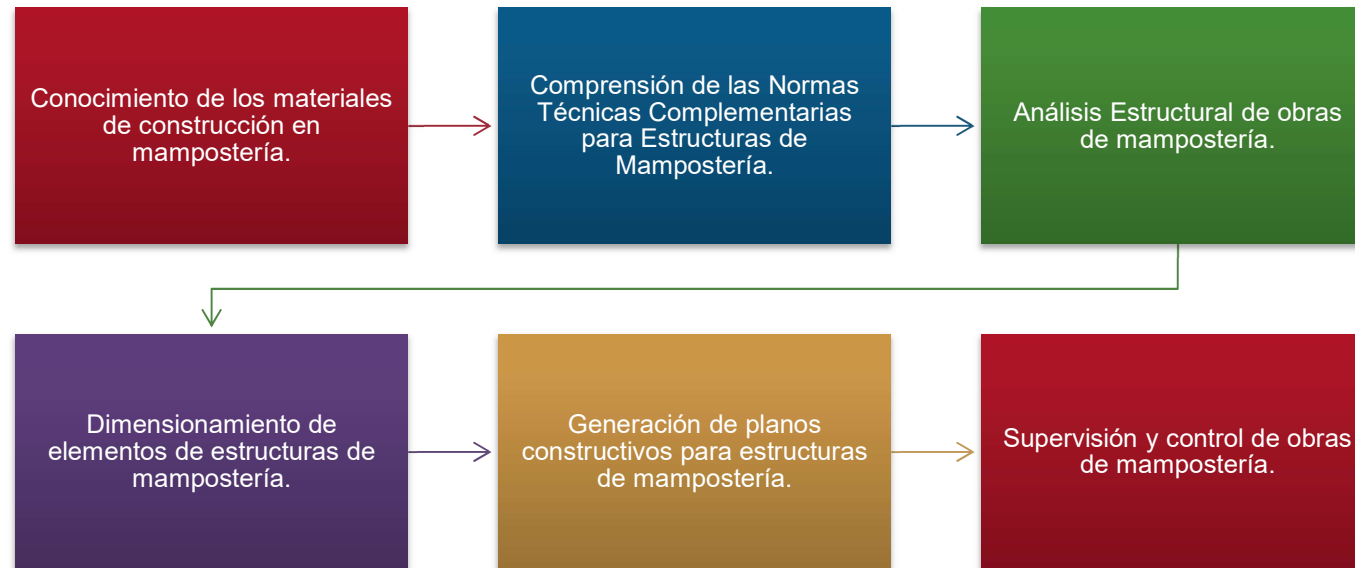 Conocimiento de los materiales
de construcción en
mampostería.
Comprensión de las Normas
Técnicas Complementarias
para Estructuras de
Mampostería.
Análisis Estructural de obras
de mampostería.
Dimensionamiento de
elementos de estructuras de
mampostería.
Generación de planos
constructivos para estructuras
de mampostería.
Supervisión y control de obras
de mampostería.